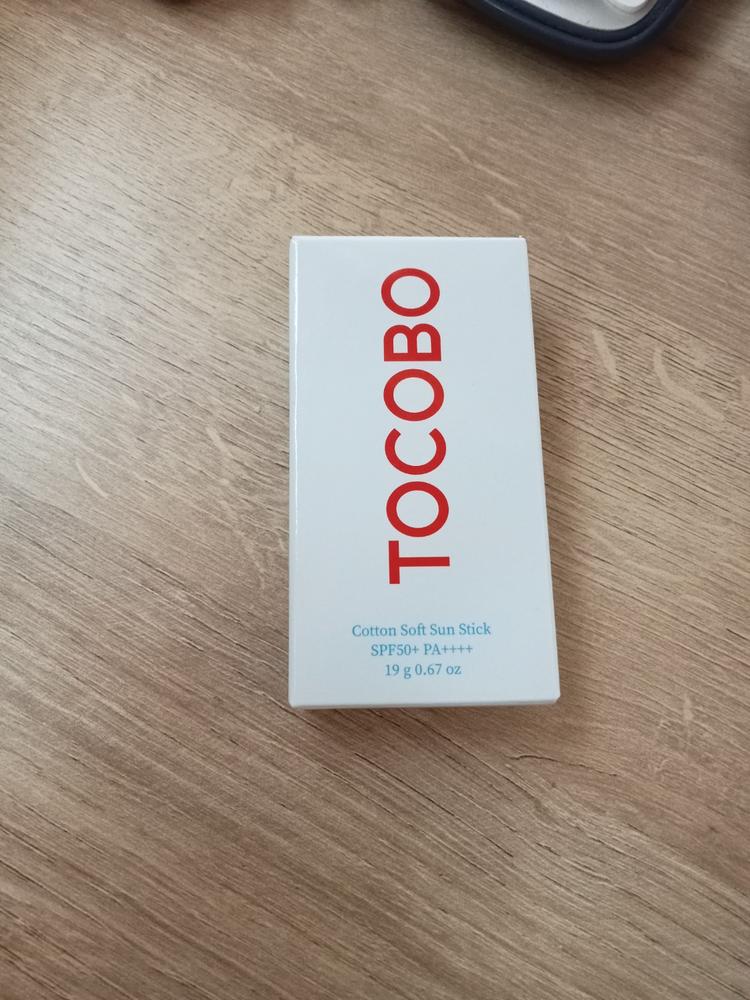 TOCOBO
Cotton Soft Sun Stick
SPF50+ PA++++
19 g 0.67 oz